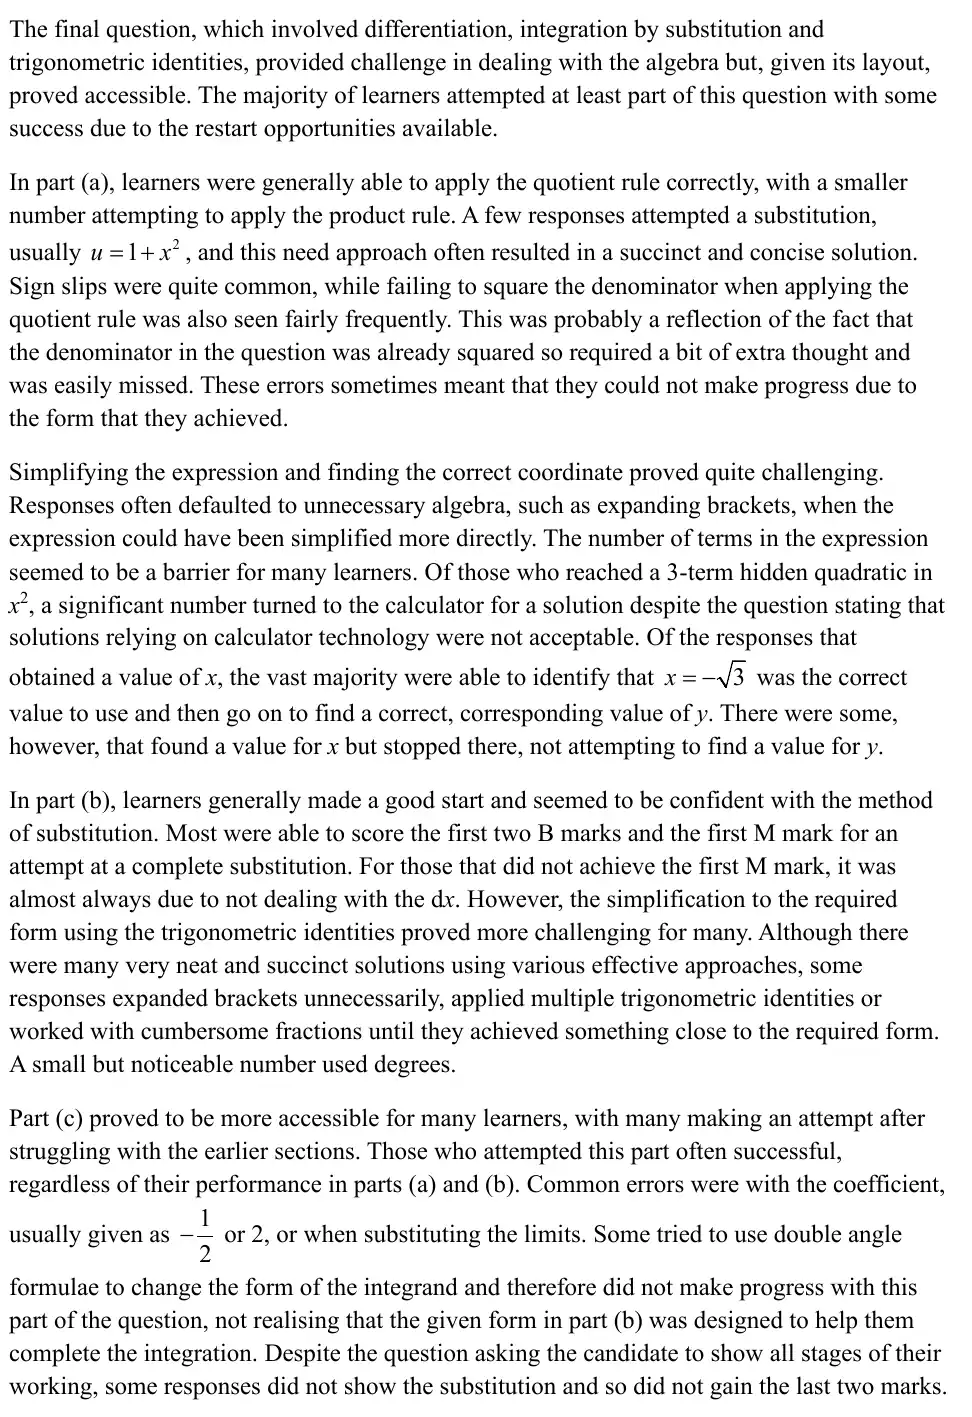 The final question, which involved differentiation, integration by substitution and
trigonometric identities, provided challenge in dealing with the algebra but, given its layout,
proved accessible. The majority of learners attempted at least part of this question with some
success due to the restart opportunities available.
In part (a), learners were generally able to apply the quotient rule correctly, with a smaller
number attempting to apply the product rule. A few responses attempted a substitution,
usually u = 1 + x², and this need approach often resulted in a succinct and concise solution.
Sign slips were quite common, while failing to square the denominator when applying the
quotient rule was also seen fairly frequently. This was probably a reflection of the fact that
the denominator in the question was already squared so required a bit of extra thought and
was easily missed. These errors sometimes meant that they could not make progress due to
the form that they achieved.
Simplifying the expression and finding the correct coordinate proved quite challenging.
Responses often defaulted to unnecessary algebra, such as expanding brackets, when the
expression could have been simplified more directly. The number of terms in the expression
seemed to be a barrier for many learners. Of those who reached a 3-term hidden quadratic in
x², a significant number turned to the calculator for a solution despite the question stating that
solutions relying on calculator technology were not acceptable. Of the responses that
obtained a value of x, the vast majority were able to identify that x = −√3 was the correct
value to use and then go on to find a correct, corresponding value of y. There were some,
however, that found a value for x but stopped there, not attempting to find a value for y.
In part (b), learners generally made a good start and seemed to be confident with the method
of substitution. Most were able to score the first two B marks and the first M mark for an
attempt at a complete substitution. For those that did not achieve the first M mark, it was
almost always due to not dealing with the dx. However, the simplification to the required
form using the trigonometric identities proved more challenging for many. Although there
were many very neat and succinct solutions using various effective approaches, some
responses expanded brackets unnecessarily, applied multiple trigonometric identities or
worked with cumbersome fractions until they achieved something close to the required form.
A small but noticeable number used degrees.
Part (c) proved to be more accessible for many learners, with many making an attempt after
struggling with the earlier sections. Those who attempted this part often successful,
regardless of their performance in parts (a) and (b). Common errors were with the coefficient,
usually given as −1/2 or 2, or when substituting the limits. Some tried to use double angle
formulae to change the form of the integrand and therefore did not make progress with this
part of the question, not realising that the given form in part (b) was designed to help them
complete the integration. Despite the question asking the candidate to show all stages of their
working, some responses did not show the substitution and so did not gain the last two marks.